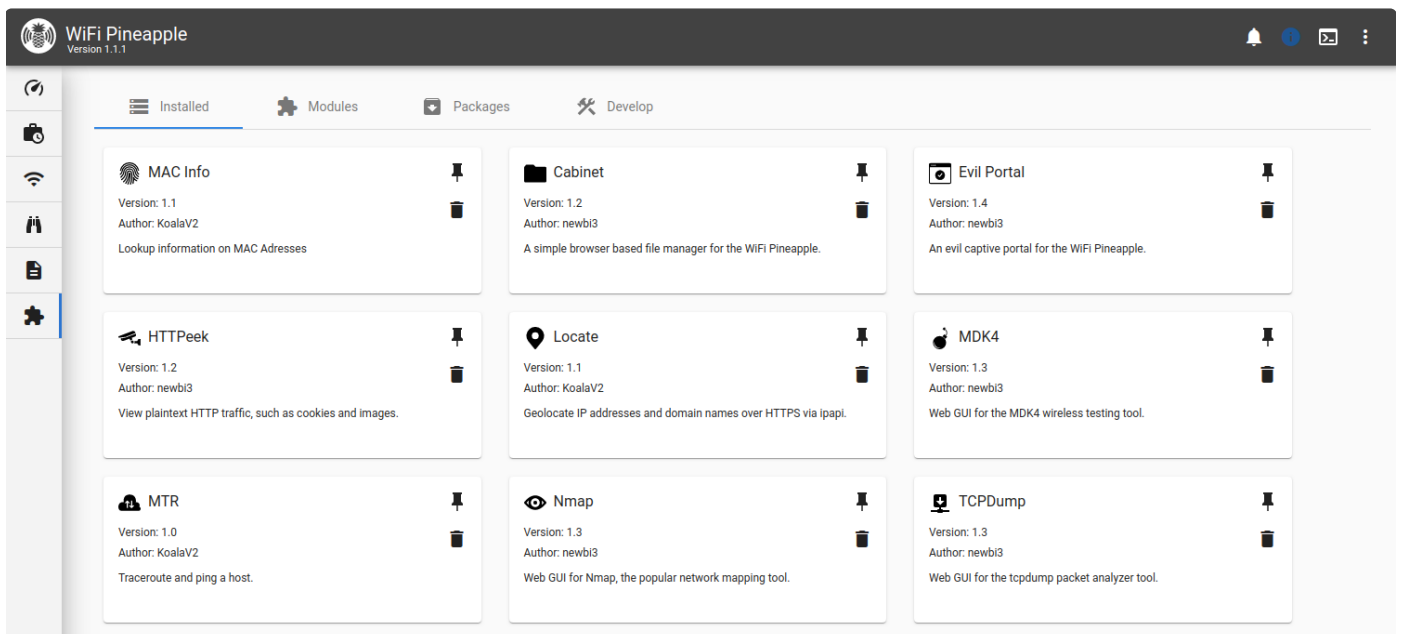 WiFi Pineapple
Version 1.1.1
Installed
Modules
Packages
Develop
MAC Info
Version: 1.1
Author: KoalaV2
Lookup information on MAC Adresses
Cabinet
Version: 1.2
Author: newbi3
A simple browser based file manager for the WiFi Pineapple.
Evil Portal
Version: 1.4
Author: newbi3
An evil captive portal for the WiFi Pineapple.
HTTPeek
Version: 1.2
Author: newbi3
View plaintext HTTP traffic, such as cookies and images.
Locate
Version: 1.1
Author: KoalaV2
Geolocate IP addresses and domain names over HTTPS via ipapi.
MDK4
Version: 1.3
Author: newbi3
Web GUI for the MDK4 wireless testing tool.
MTR
Version: 1.0
Author: KoalaV2
Traceroute and ping a host.
Nmap
Version: 1.3
Author: newbi3
Web GUI for Nmap, the popular network mapping tool.
TCPDump
Version: 1.3
Author: newbi3
Web GUI for the tcpdump packet analyzer tool.